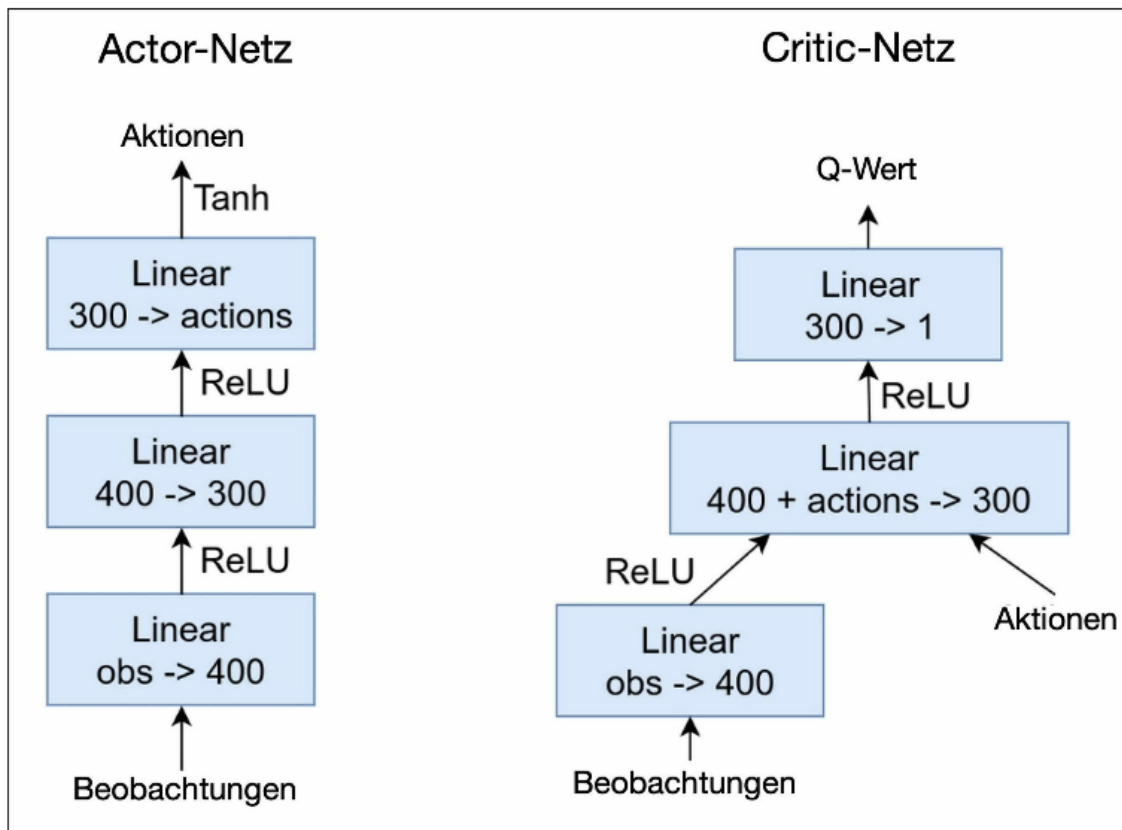 Actor-Netz
Aktionen
Tanh
Linear
300 -> actions
ReLU
Linear
400 -> 300
ReLU
Linear
obs -> 400
Beobachtungen
Critic-Netz
Q-Wert
Linear
300 -> 1
ReLU
Linear
400 + actions -> 300
ReLU
Aktionen
Linear
obs -> 400
Beobachtungen